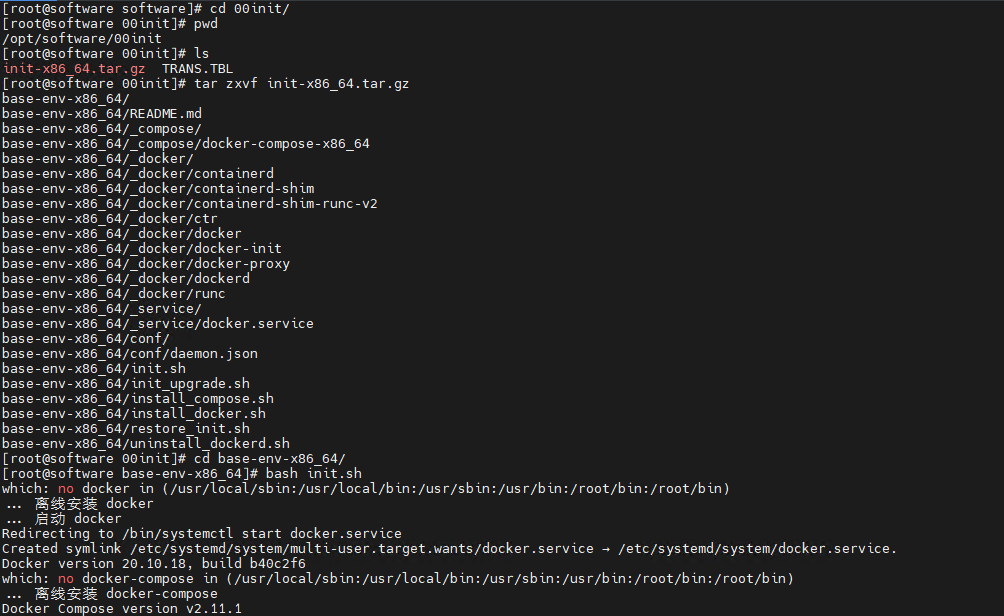 [root@software software]# cd 00init/
[root@software 00init]# pwd
/opt/software/00init
[root@software 00init]# ls
init-x86_64.tar.gz  TRANS.TBL
[root@software 00init]# tar zxvf init-x86_64.tar.gz
base-env-x86_64/
base-env-x86_64/README.md
base-env-x86_64/_compose/
base-env-x86_64/_compose/docker-compose-x86_64
base-env-x86_64/_docker/
base-env-x86_64/_docker/containerd
base-env-x86_64/_docker/containerd-shim
base-env-x86_64/_docker/containerd-shim-runc-v2
base-env-x86_64/_docker/ctr
base-env-x86_64/_docker/docker
base-env-x86_64/_docker/docker-init
base-env-x86_64/_docker/docker-proxy
base-env-x86_64/_docker/dockerd
base-env-x86_64/_docker/runc
base-env-x86_64/_service/
base-env-x86_64/_service/docker.service
base-env-x86_64/conf/
base-env-x86_64/conf/daemon.json
base-env-x86_64/init.sh
base-env-x86_64/init_upgrade.sh
base-env-x86_64/install_compose.sh
base-env-x86_64/install_docker.sh
base-env-x86_64/restore_init.sh
base-env-x86_64/uninstall_dockerd.sh
[root@software 00init]# cd base-env-x86_64/
[root@software base-env-x86_64]# bash init.sh
which: no docker in (/usr/local/sbin:/usr/local/bin:/usr/sbin:/usr/bin:/root/bin:/root/bin)
... 离线安装 docker
... 启动 docker
Redirecting to /bin/systemctl start docker.service
Created symlink /etc/systemd/system/multi-user.target.wants/docker.service → /etc/systemd/system/docker.service.
Docker version 20.10.18, build b40c2f6
which: no docker-compose in (/usr/local/sbin:/usr/local/bin:/usr/sbin:/usr/bin:/root/bin:/root/bin)
... 离线安装 docker-compose
Docker Compose version v2.11.1